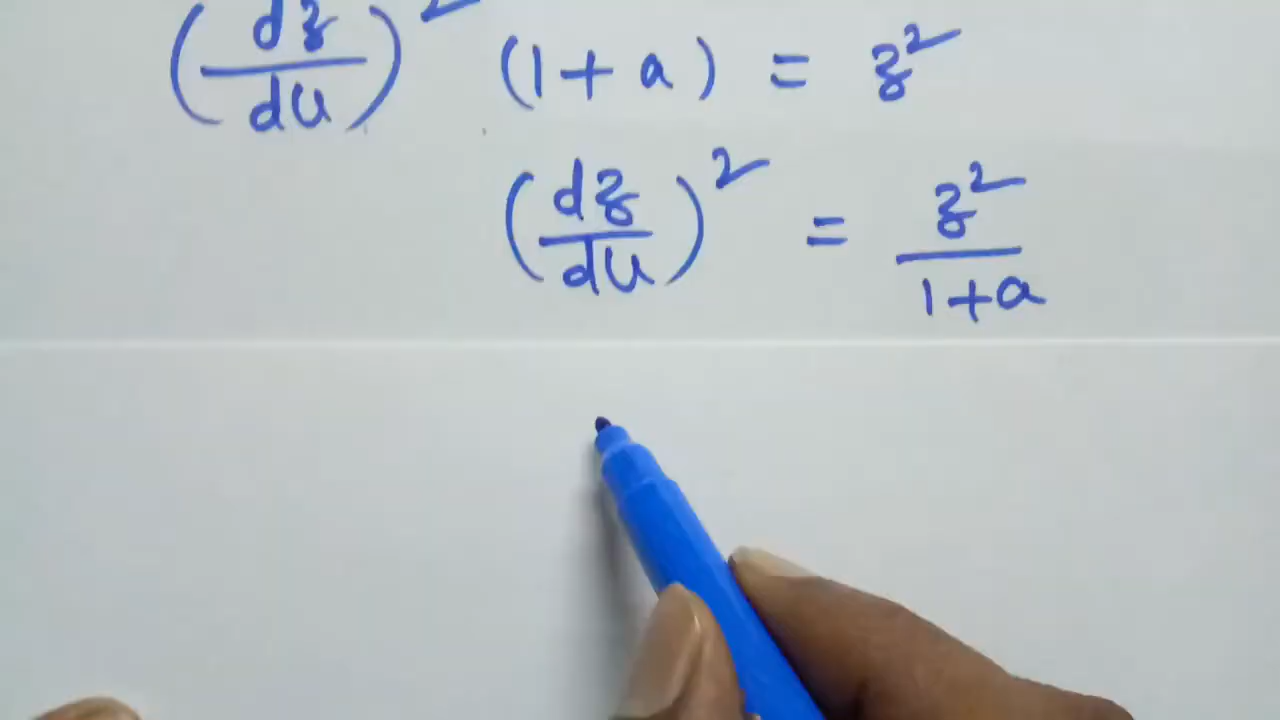 (dz/du)² (1 + a) = z²
(dz/du)² = z²/(1+a)